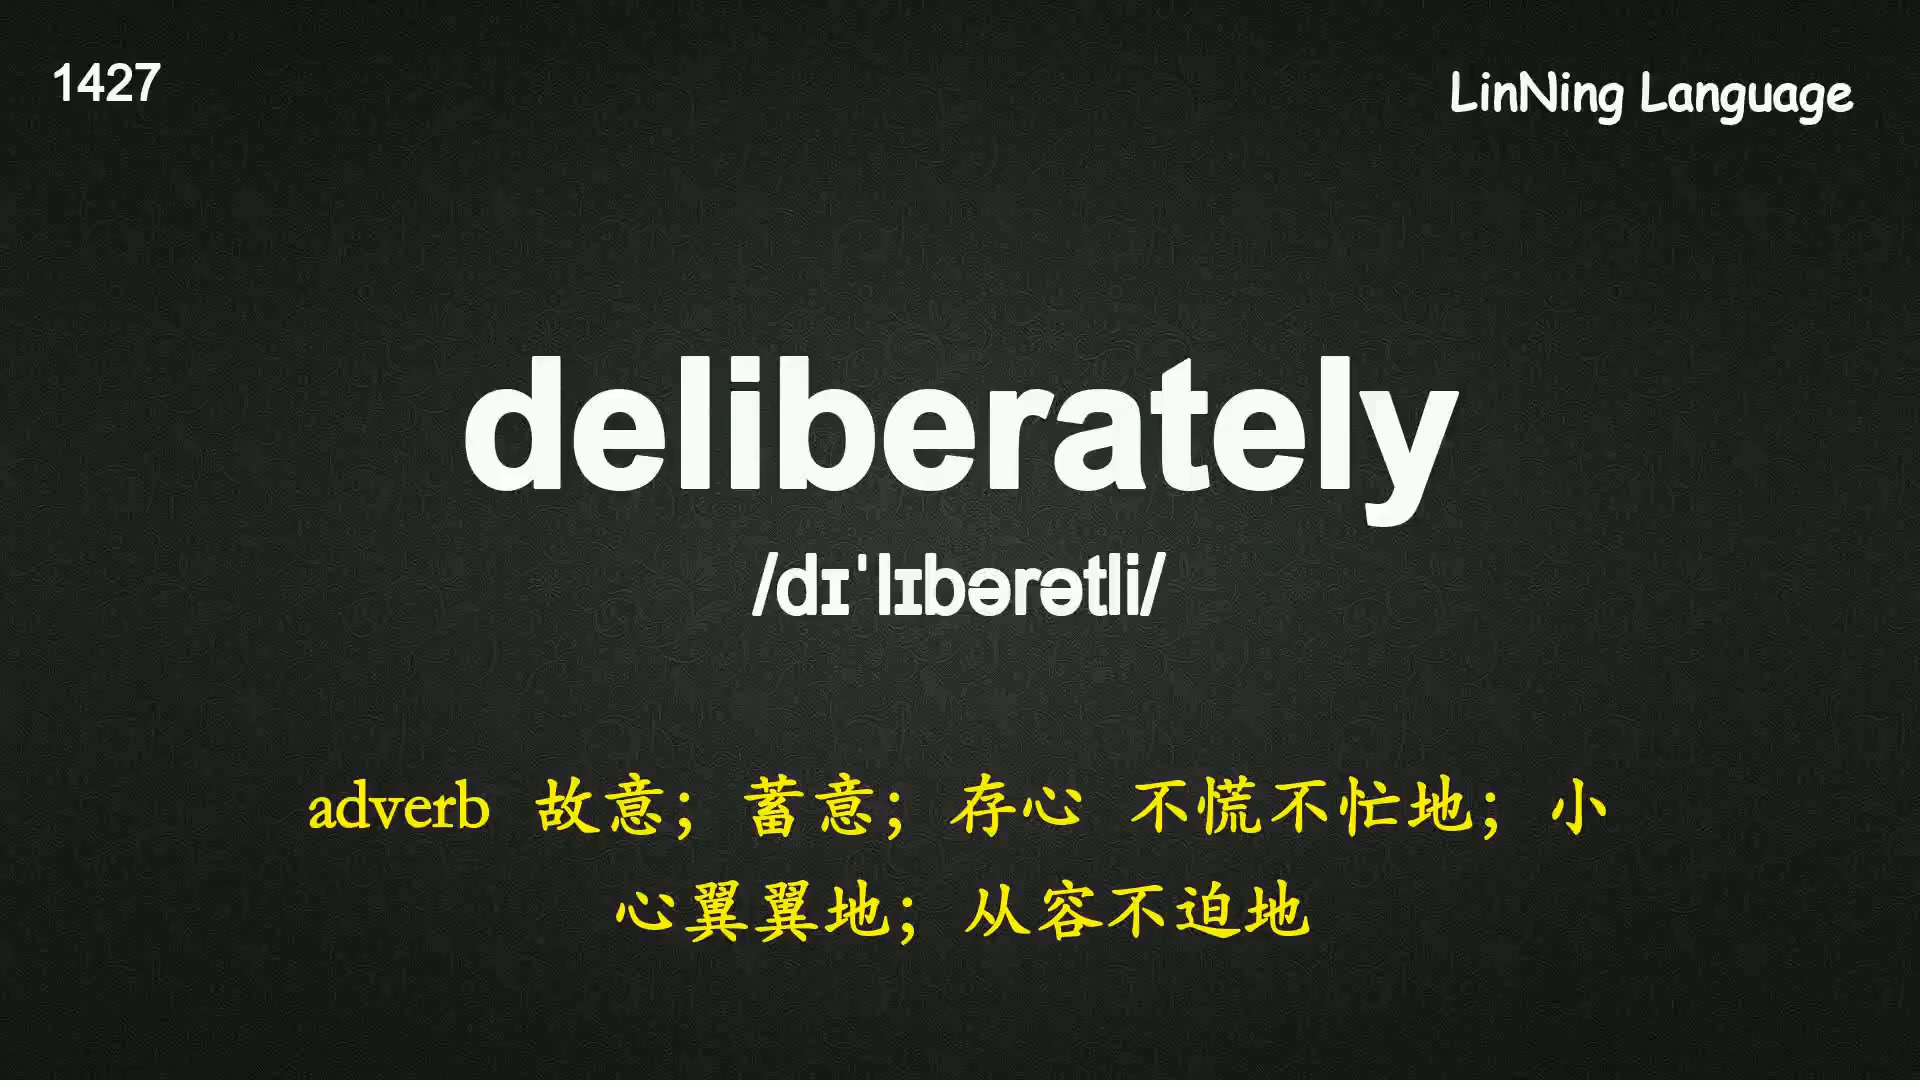 1427
LinNing Language
deliberately
/dɪˈlɪbərətli/
adverb 故意；蓄意；存心 不慌不忙地；小
心翼翼地；从容不迫地